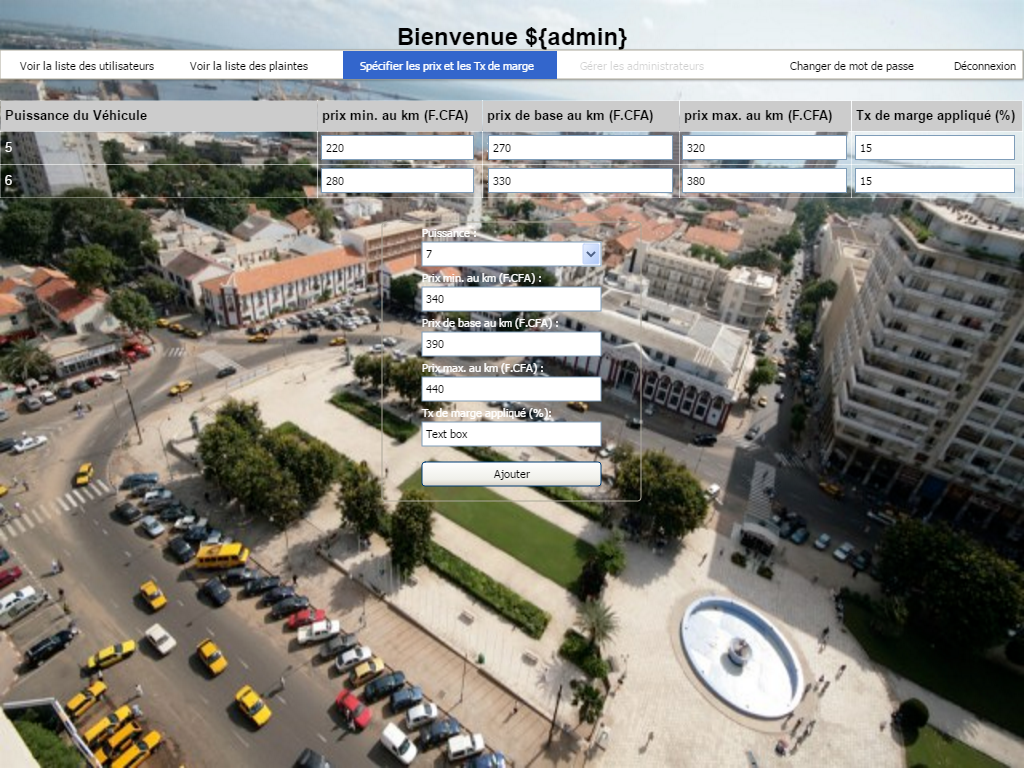 Bienvenue ${admin}
Voir la liste des utilisateurs Voir la liste des plaintes Spécifier les prix et les Tx de marge Gérer les administrateurs Changer de mot de passe Déconnexion
Puissance du Véhicule prix min. au km (F.CFA) prix de base au km (F.CFA) prix max. au km (F.CFA) Tx de marge appliqué (%)
5 220 270 320 15
6 280 330 380 15
Puissance :
7
Prix min. au km (F.CFA) :
340
Prix de base au km (F.CFA) :
390
Prix max. au km (F.CFA) :
440
Tx de marge appliqué (%):
Text box
Ajouter